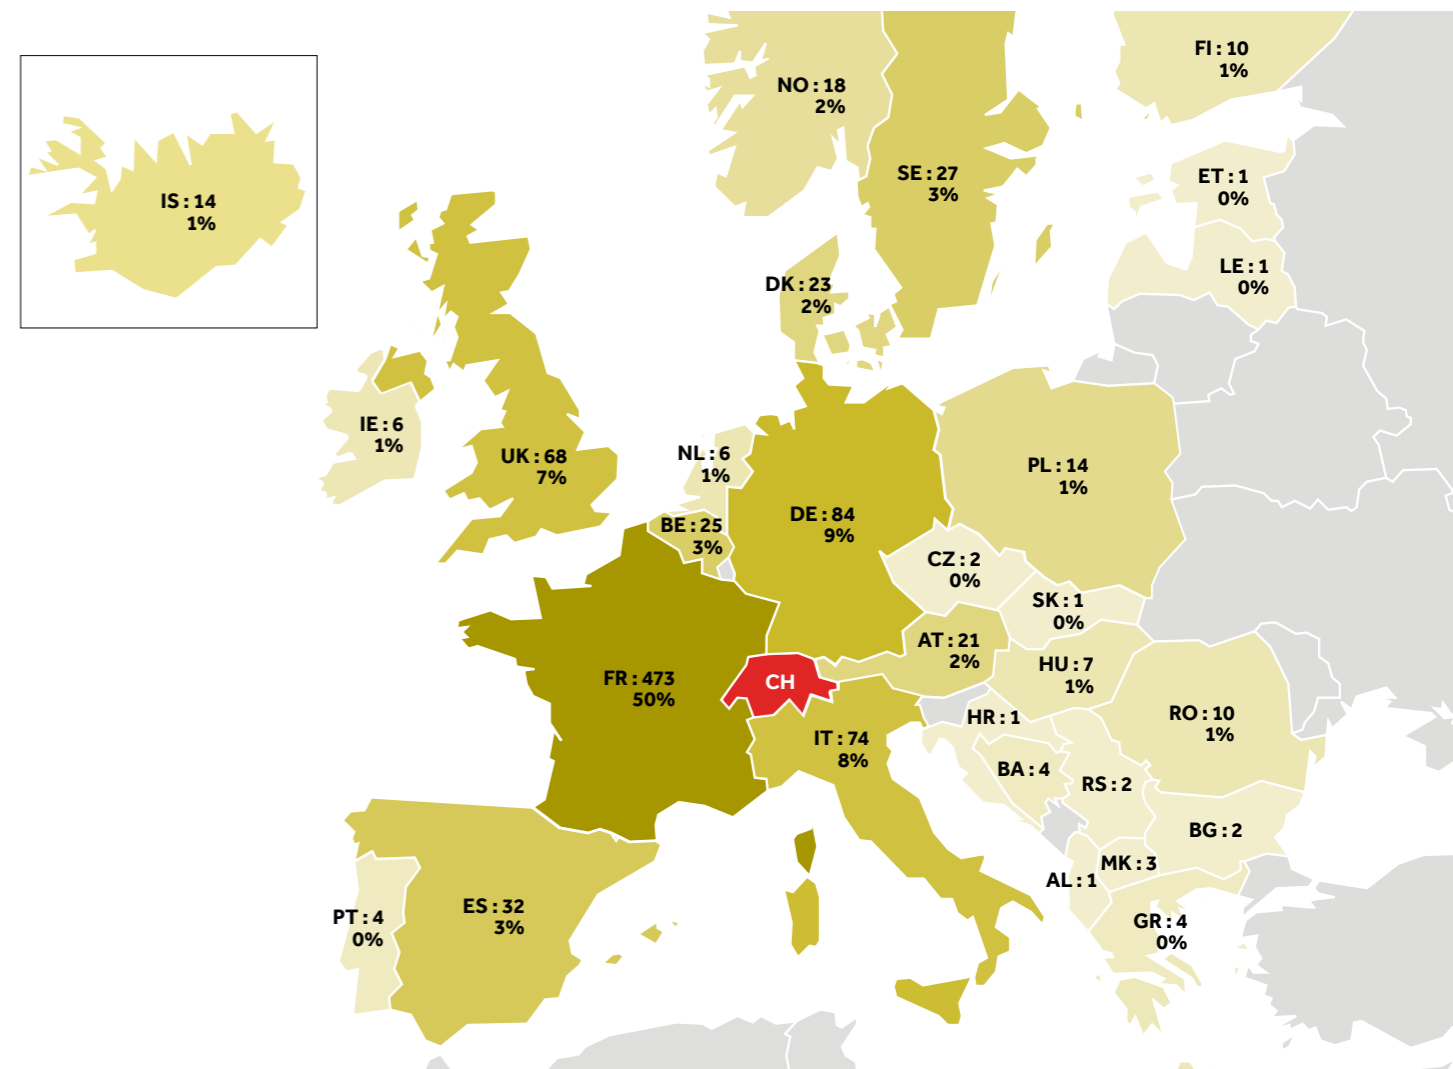 FI : 10
1%
NO : 18
2%
SE : 27
3%
ET : 1
0%
IS : 14
1%
LE : 1
0%
DK : 23
2%
IE : 6
1%
UK : 68
7%
NL : 6
1%
PL : 14
1%
DE : 84
9%
BE : 25
3%
CZ : 2
0%
SK : 1
0%
AT : 21
2%
HU : 7
1%
FR : 473
50%
CH
HR : 1
RO : 10
1%
IT : 74
8%
BA : 4
RS : 2
BG : 2
MK : 3
AL : 1
ES : 32
3%
PT : 4
0%
GR : 4
0%